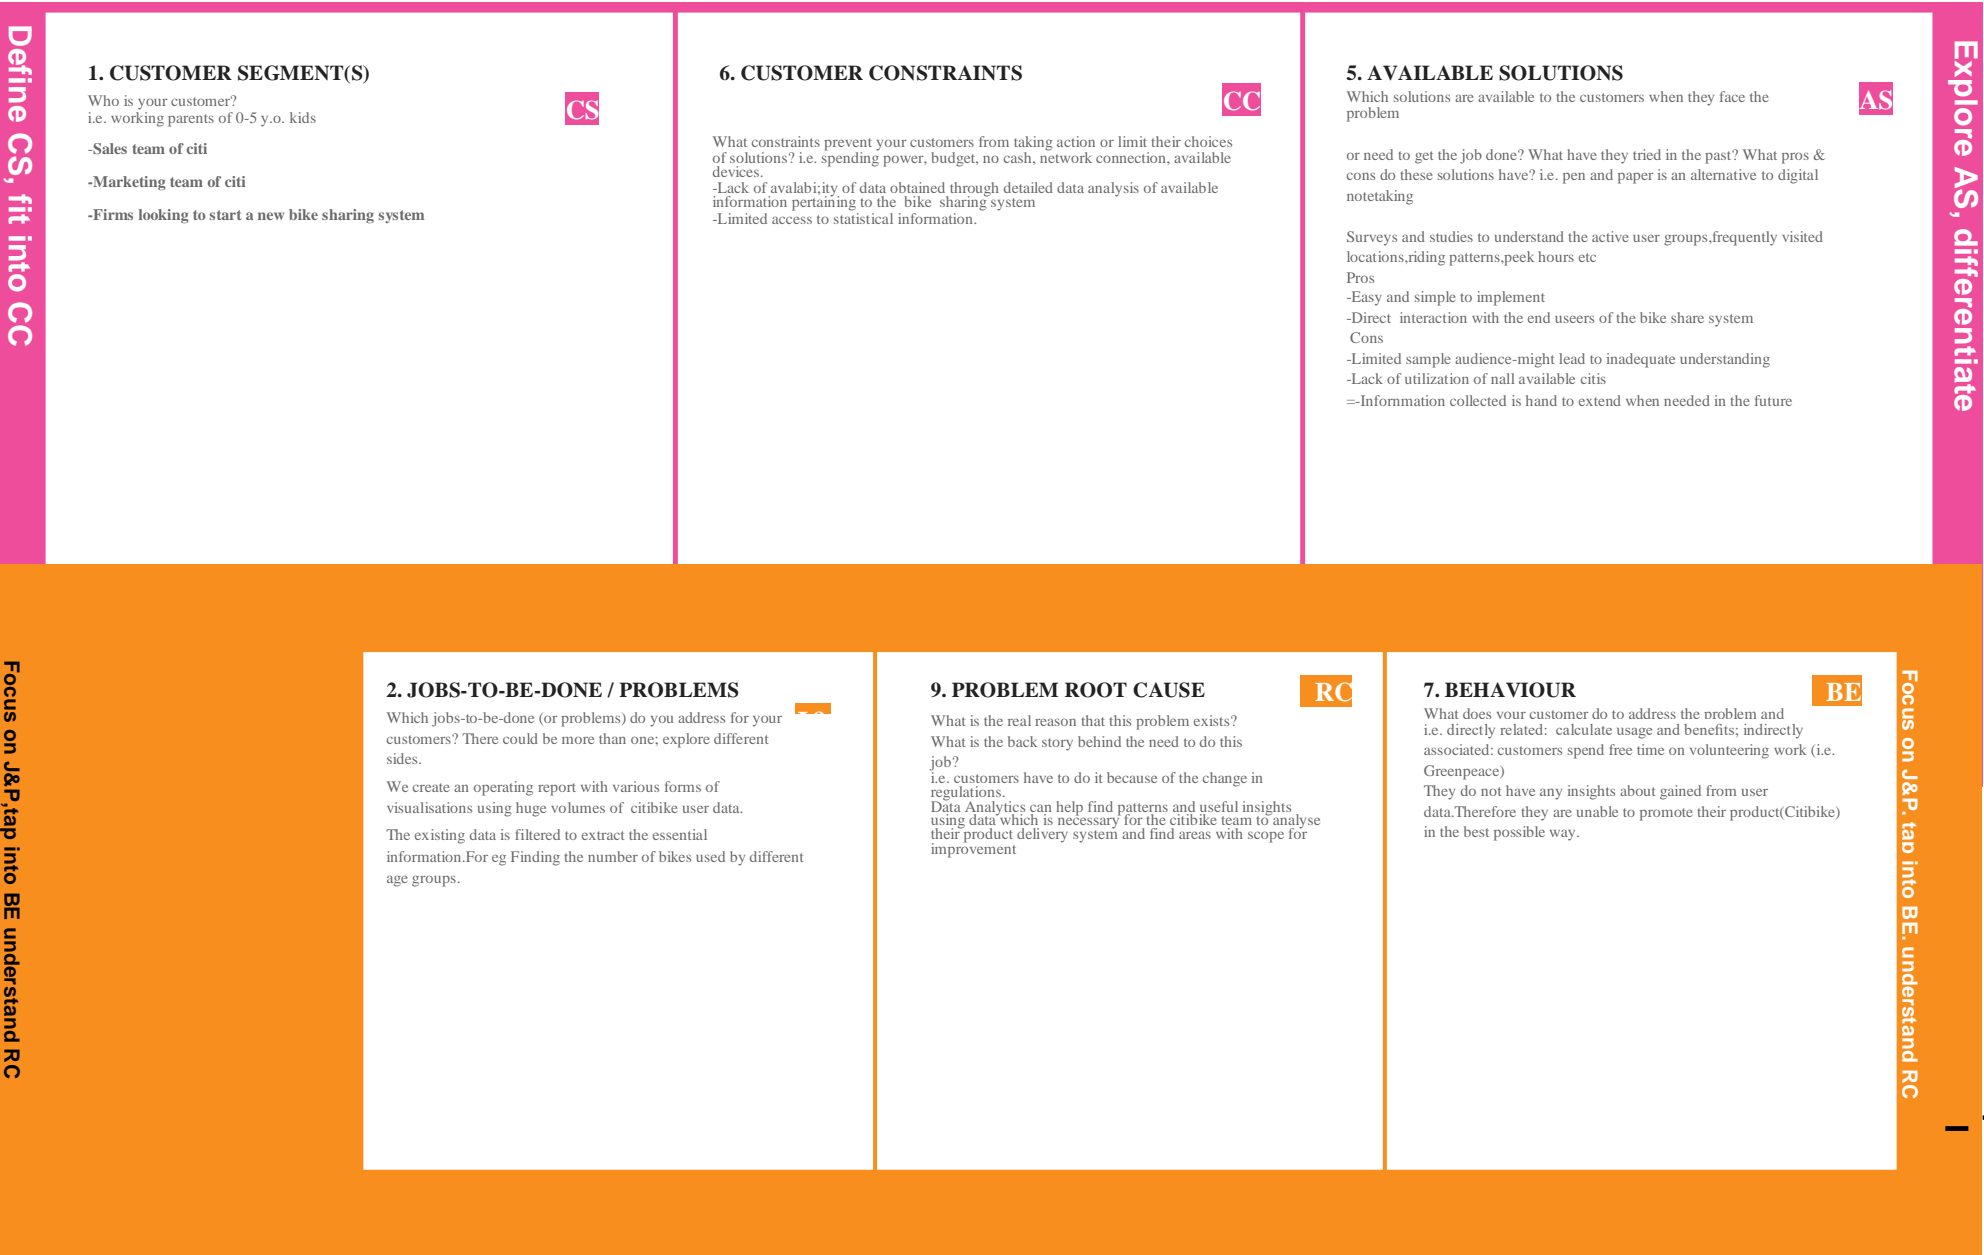 Define CS, fit into CC
1. CUSTOMER SEGMENT(S)
Who is your customer?
i.e. working parents of 0-5 y.o. kids
CS
-Sales team of citi
-Marketing team of citi
-Firms looking to start a new bike sharing system
6. CUSTOMER CONSTRAINTS
CC
What constraints prevent your customers from taking action or limit their choices
of solutions? i.e. spending power, budget, no cash, network connection, available
devices.
-Lack of avalabi;ity of data obtained through detailed data analysis of available
information pertaining to the bike sharing system
-Limited access to statistical information.
5. AVAILABLE SOLUTIONS
AS
Which solutions are available to the customers when they face the
problem
or need to get the job done? What have they tried in the past? What pros &
cons do these solutions have? i.e. pen and paper is an alternative to digital
notetaking
Surveys and studies to understand the active user groups,frequently visited
locations,riding patterns,peek hours etc
Pros
-Easy and simple to implement
-Direct interaction with the end useers of the bike share system
Cons
-Limited sample audience-might lead to inadequate understanding
-Lack of utilization of nall available citis
=-Infornmation collected is hand to extend when needed in the future
Explore AS, differentiate
Focus on J&P,tap into BE understand RC
2. JOBS-TO-BE-DONE / PROBLEMS
Which jobs-to-be-done (or problems) do you address for your
customers? There could be more than one; explore different
sides.
We create an operating report with various forms of
visualisations using huge volumes of citibike user data.
The existing data is filtered to extract the essential
information.For eg Finding the number of bikes used by different
age groups.
9. PROBLEM ROOT CAUSE
RC
What is the real reason that this problem exists?
What is the back story behind the need to do this
job?
i.e. customers have to do it because of the change in
regulations.
Data Analytics can help find patterns and useful insights
using data which is necessary for the citibike team to analyse
their product delivery system and find areas with scope for
improvement
7. BEHAVIOUR
BE
What does your customer do to address the problem and
i.e. directly related: calculate usage and benefits; indirectly
associated: customers spend free time on volunteering work (i.e.
Greenpeace)
They do not have any insights about gained from user
data.Therefore they are unable to promote their product(Citibike)
in the best possible way.
Focus on J&P. tap into BE. understand RC